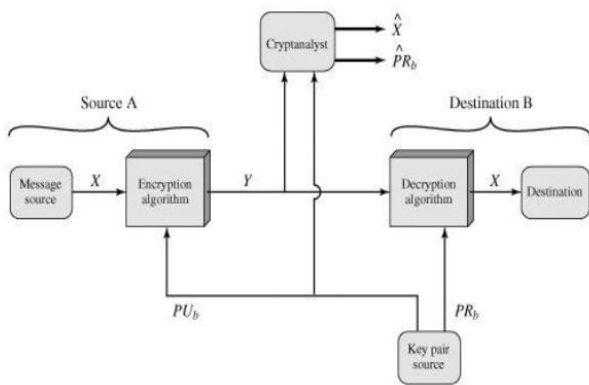 X̂
Cryptanalyst
P̂R_b
Source A
Destination B
Message
source
X
Encryption
algorithm
Y
Decryption
algorithm
X
Destination
PU_b
PR_b
Key pair
source